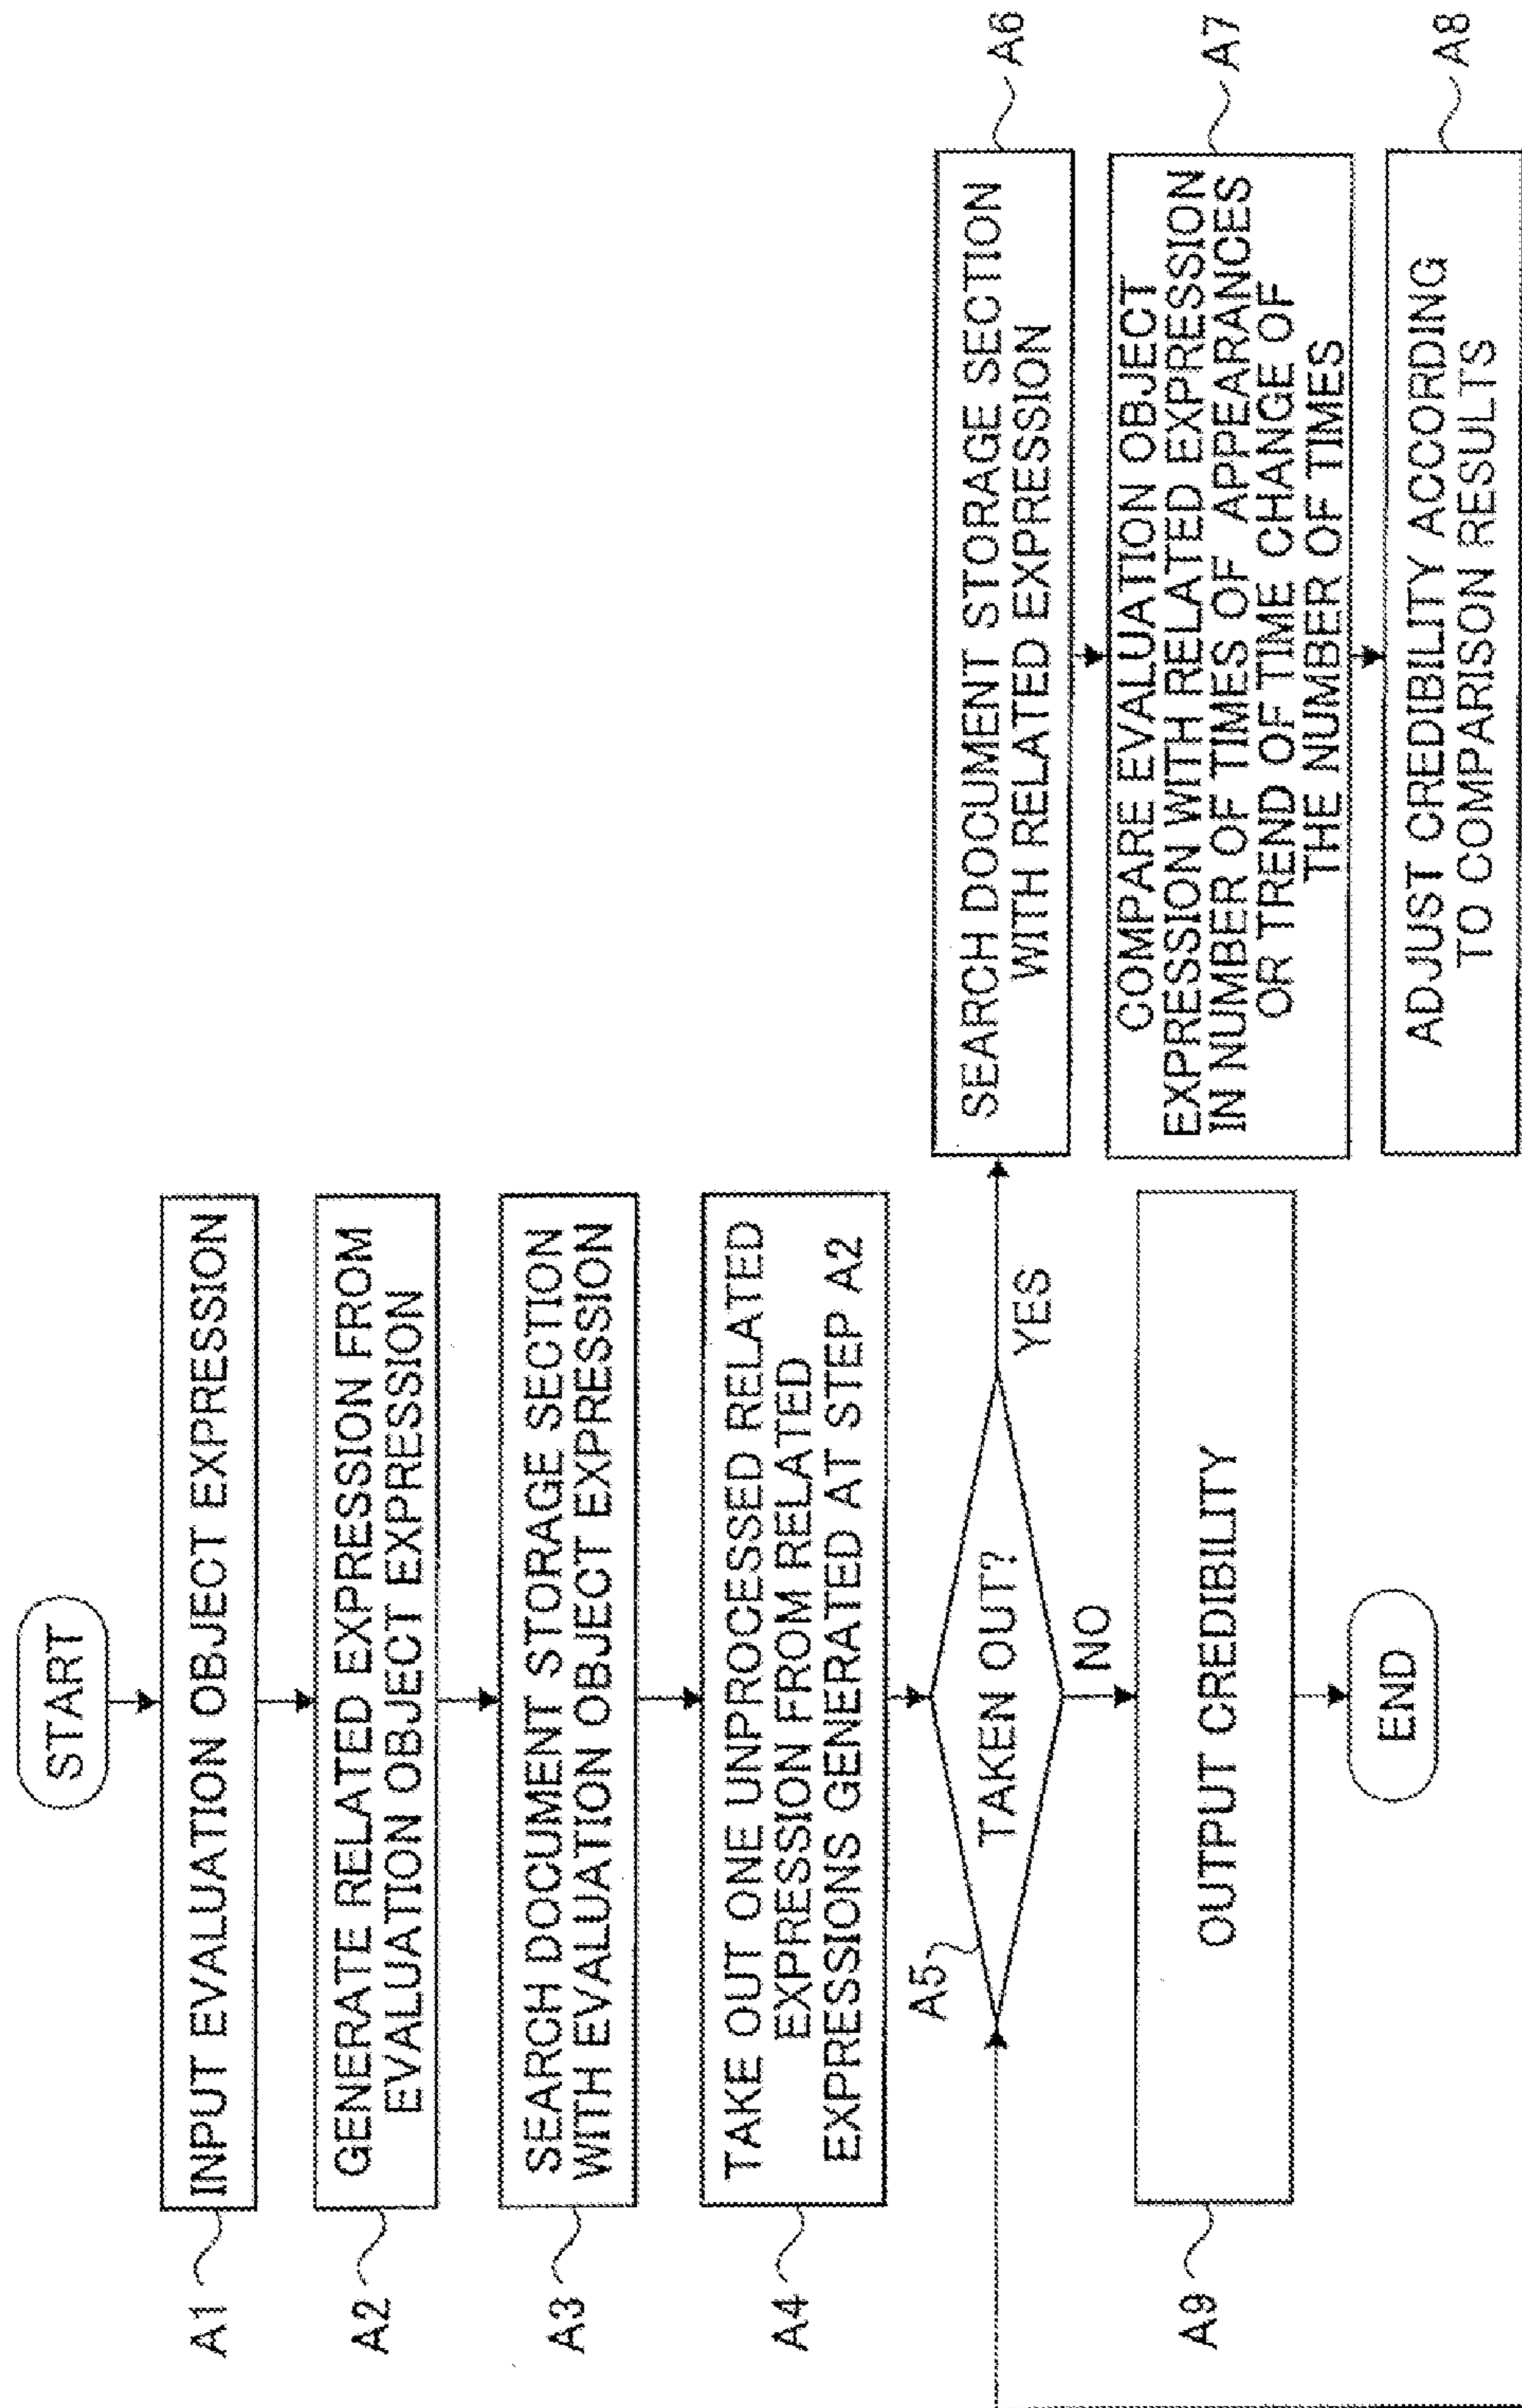 START
A1
INPUT EVALUATION OBJECT EXPRESSION
A2
GENERATE RELATED EXPRESSION FROM
EVALUATION OBJECT EXPRESSION
A3
SEARCH DOCUMENT STORAGE SECTION
WITH EVALUATION OBJECT EXPRESSION
A4
TAKE OUT ONE UNPROCESSED RELATED
EXPRESSION FROM RELATED
EXPRESSIONS GENERATED AT STEP A2
A5
TAKEN OUT?
YES
NO
SEARCH DOCUMENT STORAGE SECTION
WITH RELATED EXPRESSION
A6
COMPARE EVALUATION OBJECT
EXPRESSION WITH RELATED EXPRESSION
IN NUMBER OF TIMES OF APPEARANCES
OR TREND OF TIME CHANGE OF
THE NUMBER OF TIMES
A7
ADJUST CREDIBILITY ACCORDING
TO COMPARISON RESULTS
A8
A9
OUTPUT CREDIBILITY
END